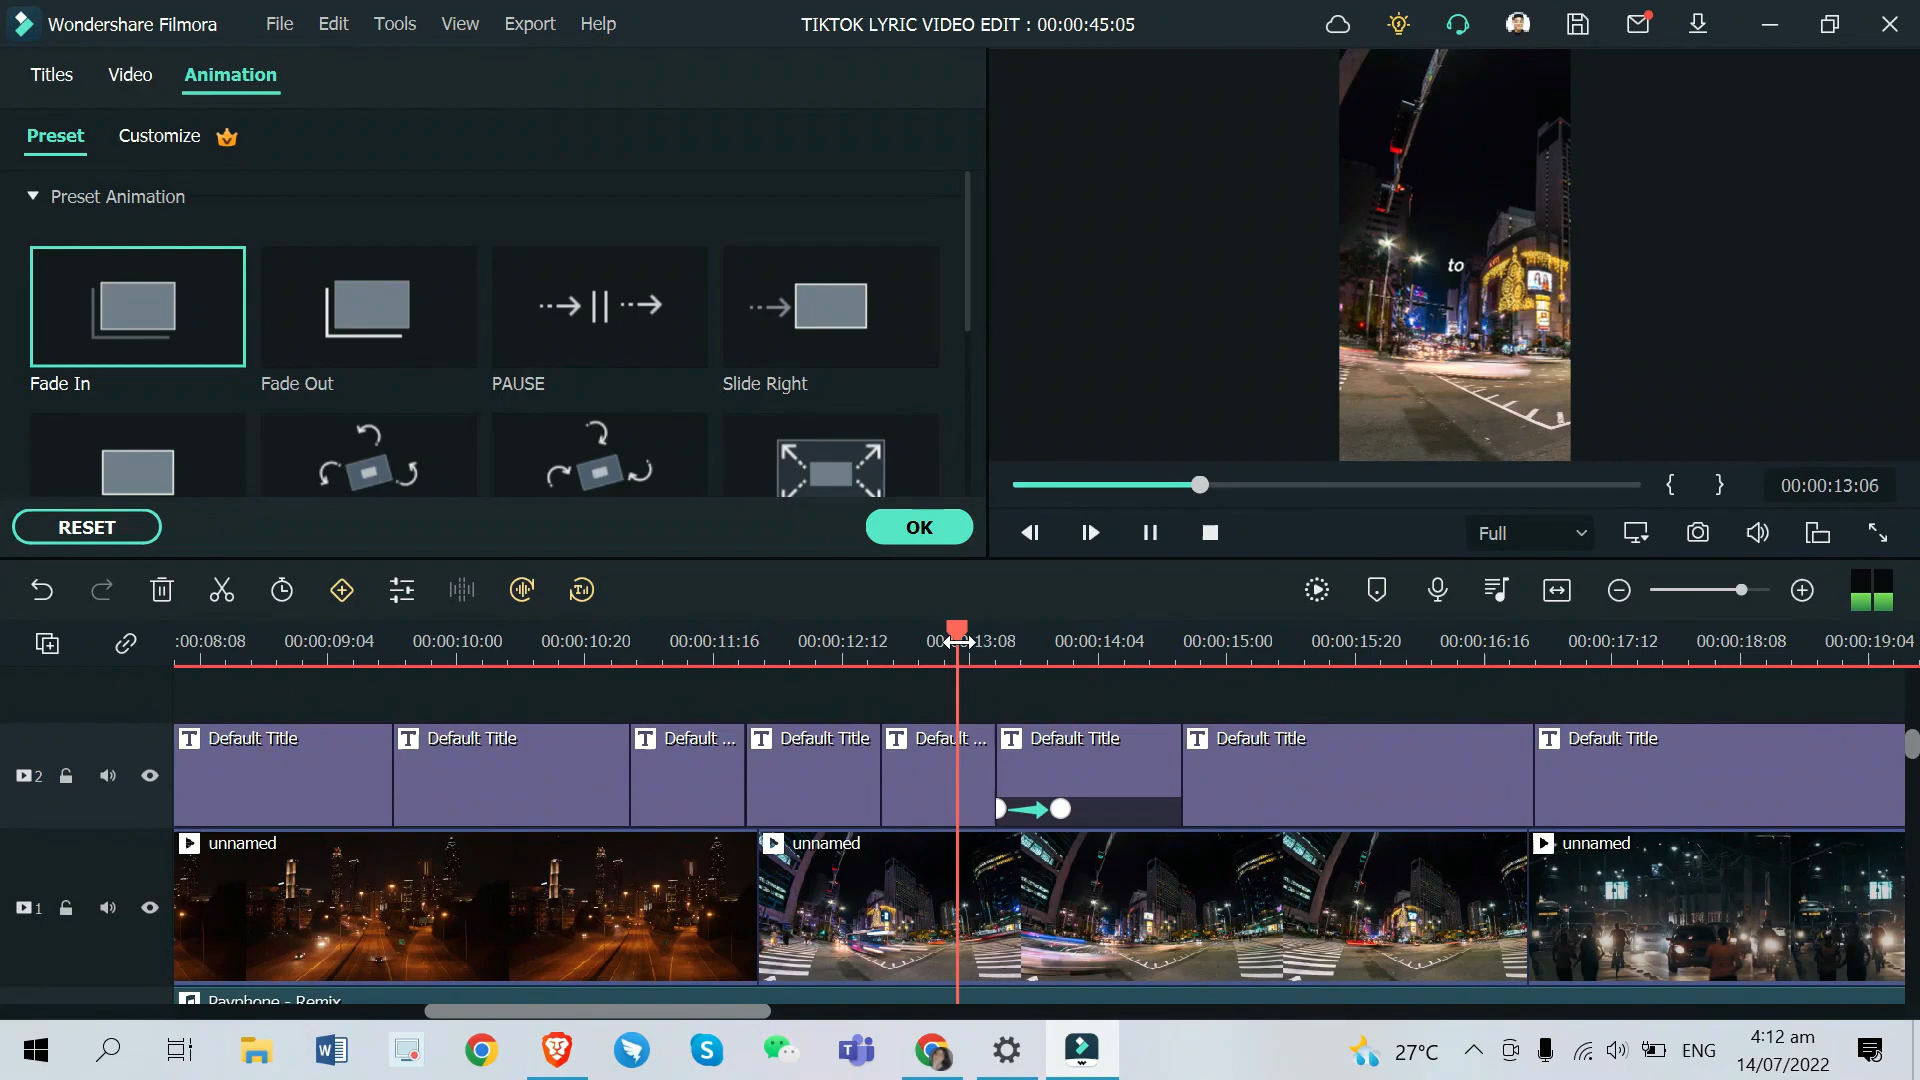 Wondershare Filmora
File Edit Tools View Export Help
TIKTOK LYRIC VIDEO EDIT : 00:00:45:05
Titles Video Animation
Preset Customize
Preset Animation
Fade In Fade Out PAUSE Slide Right
RESET OK
to
00:00:13:06
Full
:00:08:08 00:00:09:04 00:00:10:00 00:00:10:20 00:00:11:16 00:00:12:12 00:00:13:08 00:00:14:04 00:00:15:00 00:00:15:20 00:00:16:16 00:00:17:12 00:00:18:08 00:00:19:04
Default Title Default Title Default ... Default Title Default ... Default Title Default Title Default Title
2
unnamed unnamed unnamed
1
Payphone - Remix
27°C ENG 4:12 am
14/07/2022